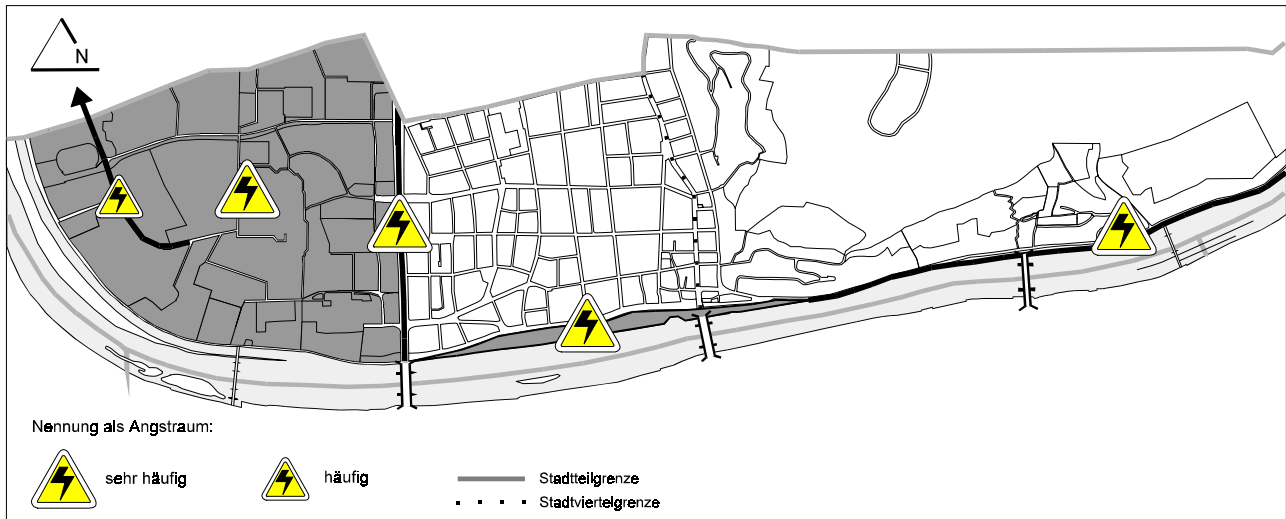 N
Nennung als Angstraum:
sehr häufig
häufig
Stadtteilgrenze
Stadtviertelgrenze